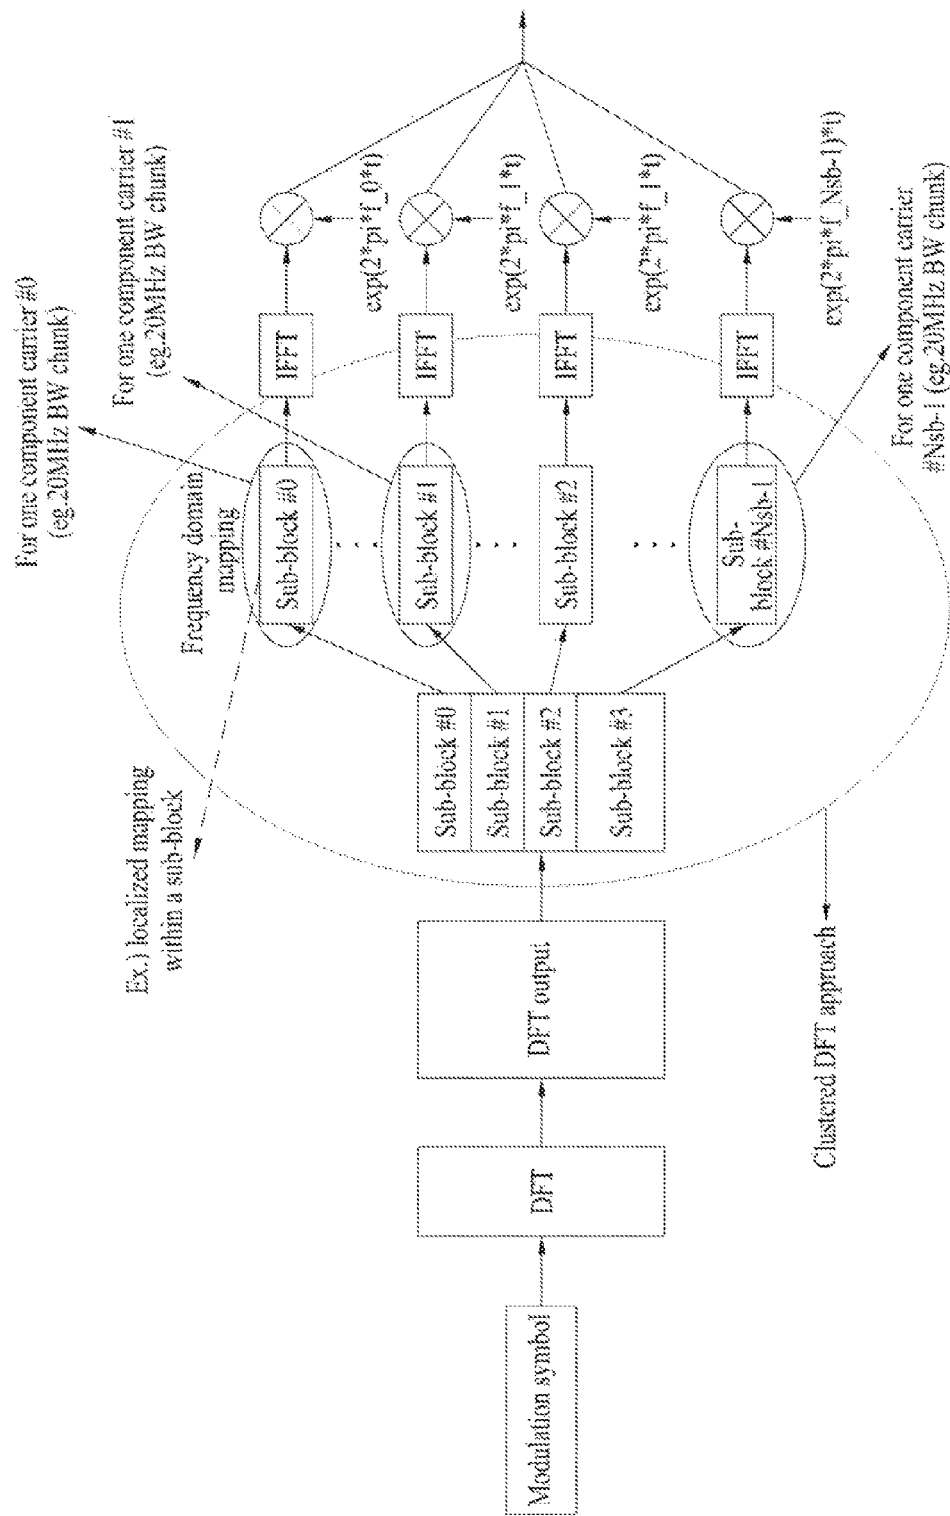 Modulation symbol
DFT
DFT output
Sub-block #0
Sub-block #1
Sub-block #2
Sub-block #3
Ex.) localized mapping
within a sub-block
Frequency domain
mapping
For one component carrier #0
(eg.20MHz BW chunk)
For one component carrier #1
(eg.20MHz BW chunk)
Sub-block #0
IFFT
exp(2*pi*f_0*t)
Sub-block #1
IFFT
exp(2*pi*f_1*t)
Sub-block #2
IFFT
exp(2*pi*f_1*t)
Sub-
block #Nsb-1
IFFT
exp(2*pi*f_Nsb-1)*t)
For one component carrier
#Nsb-1 (eg.20MHz BW chunk)
Clustered DFT approach